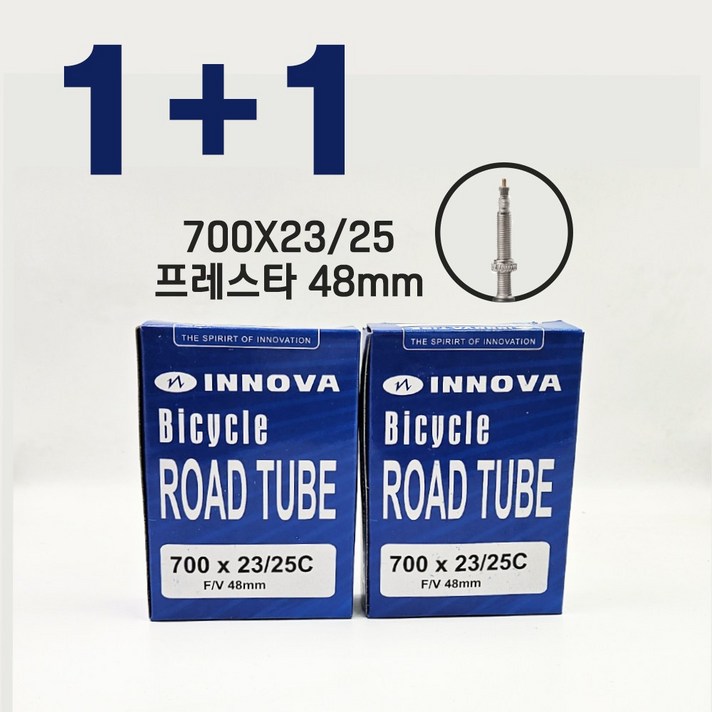 1+1
700X23/25
프레스타 48mm
THE SPIRIRT OF INNOVATION
INNOVA
Bicycle
ROAD TUBE
700 x 23/25C
F/V 48mm
THE SPIRIRT OF INNOVATION
INNOVA
Bicycle
ROAD TUBE
700 x 23/25C
F/V 48mm